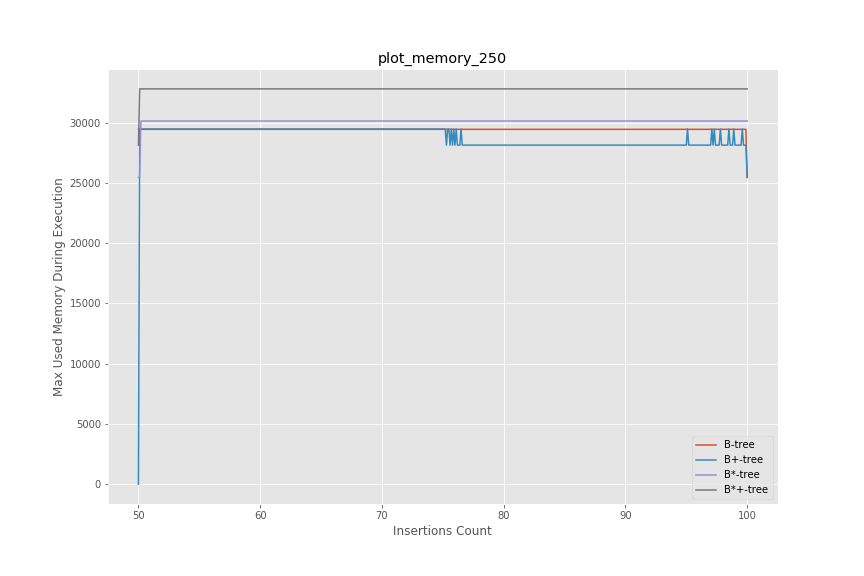 plot_memory_250
Max Used Memory During Execution
30000
25000
20000
15000
10000
5000
0
50
60
70
80
90
100
Insertions Count
B-tree
B+-tree
B*-tree
B*+-tree